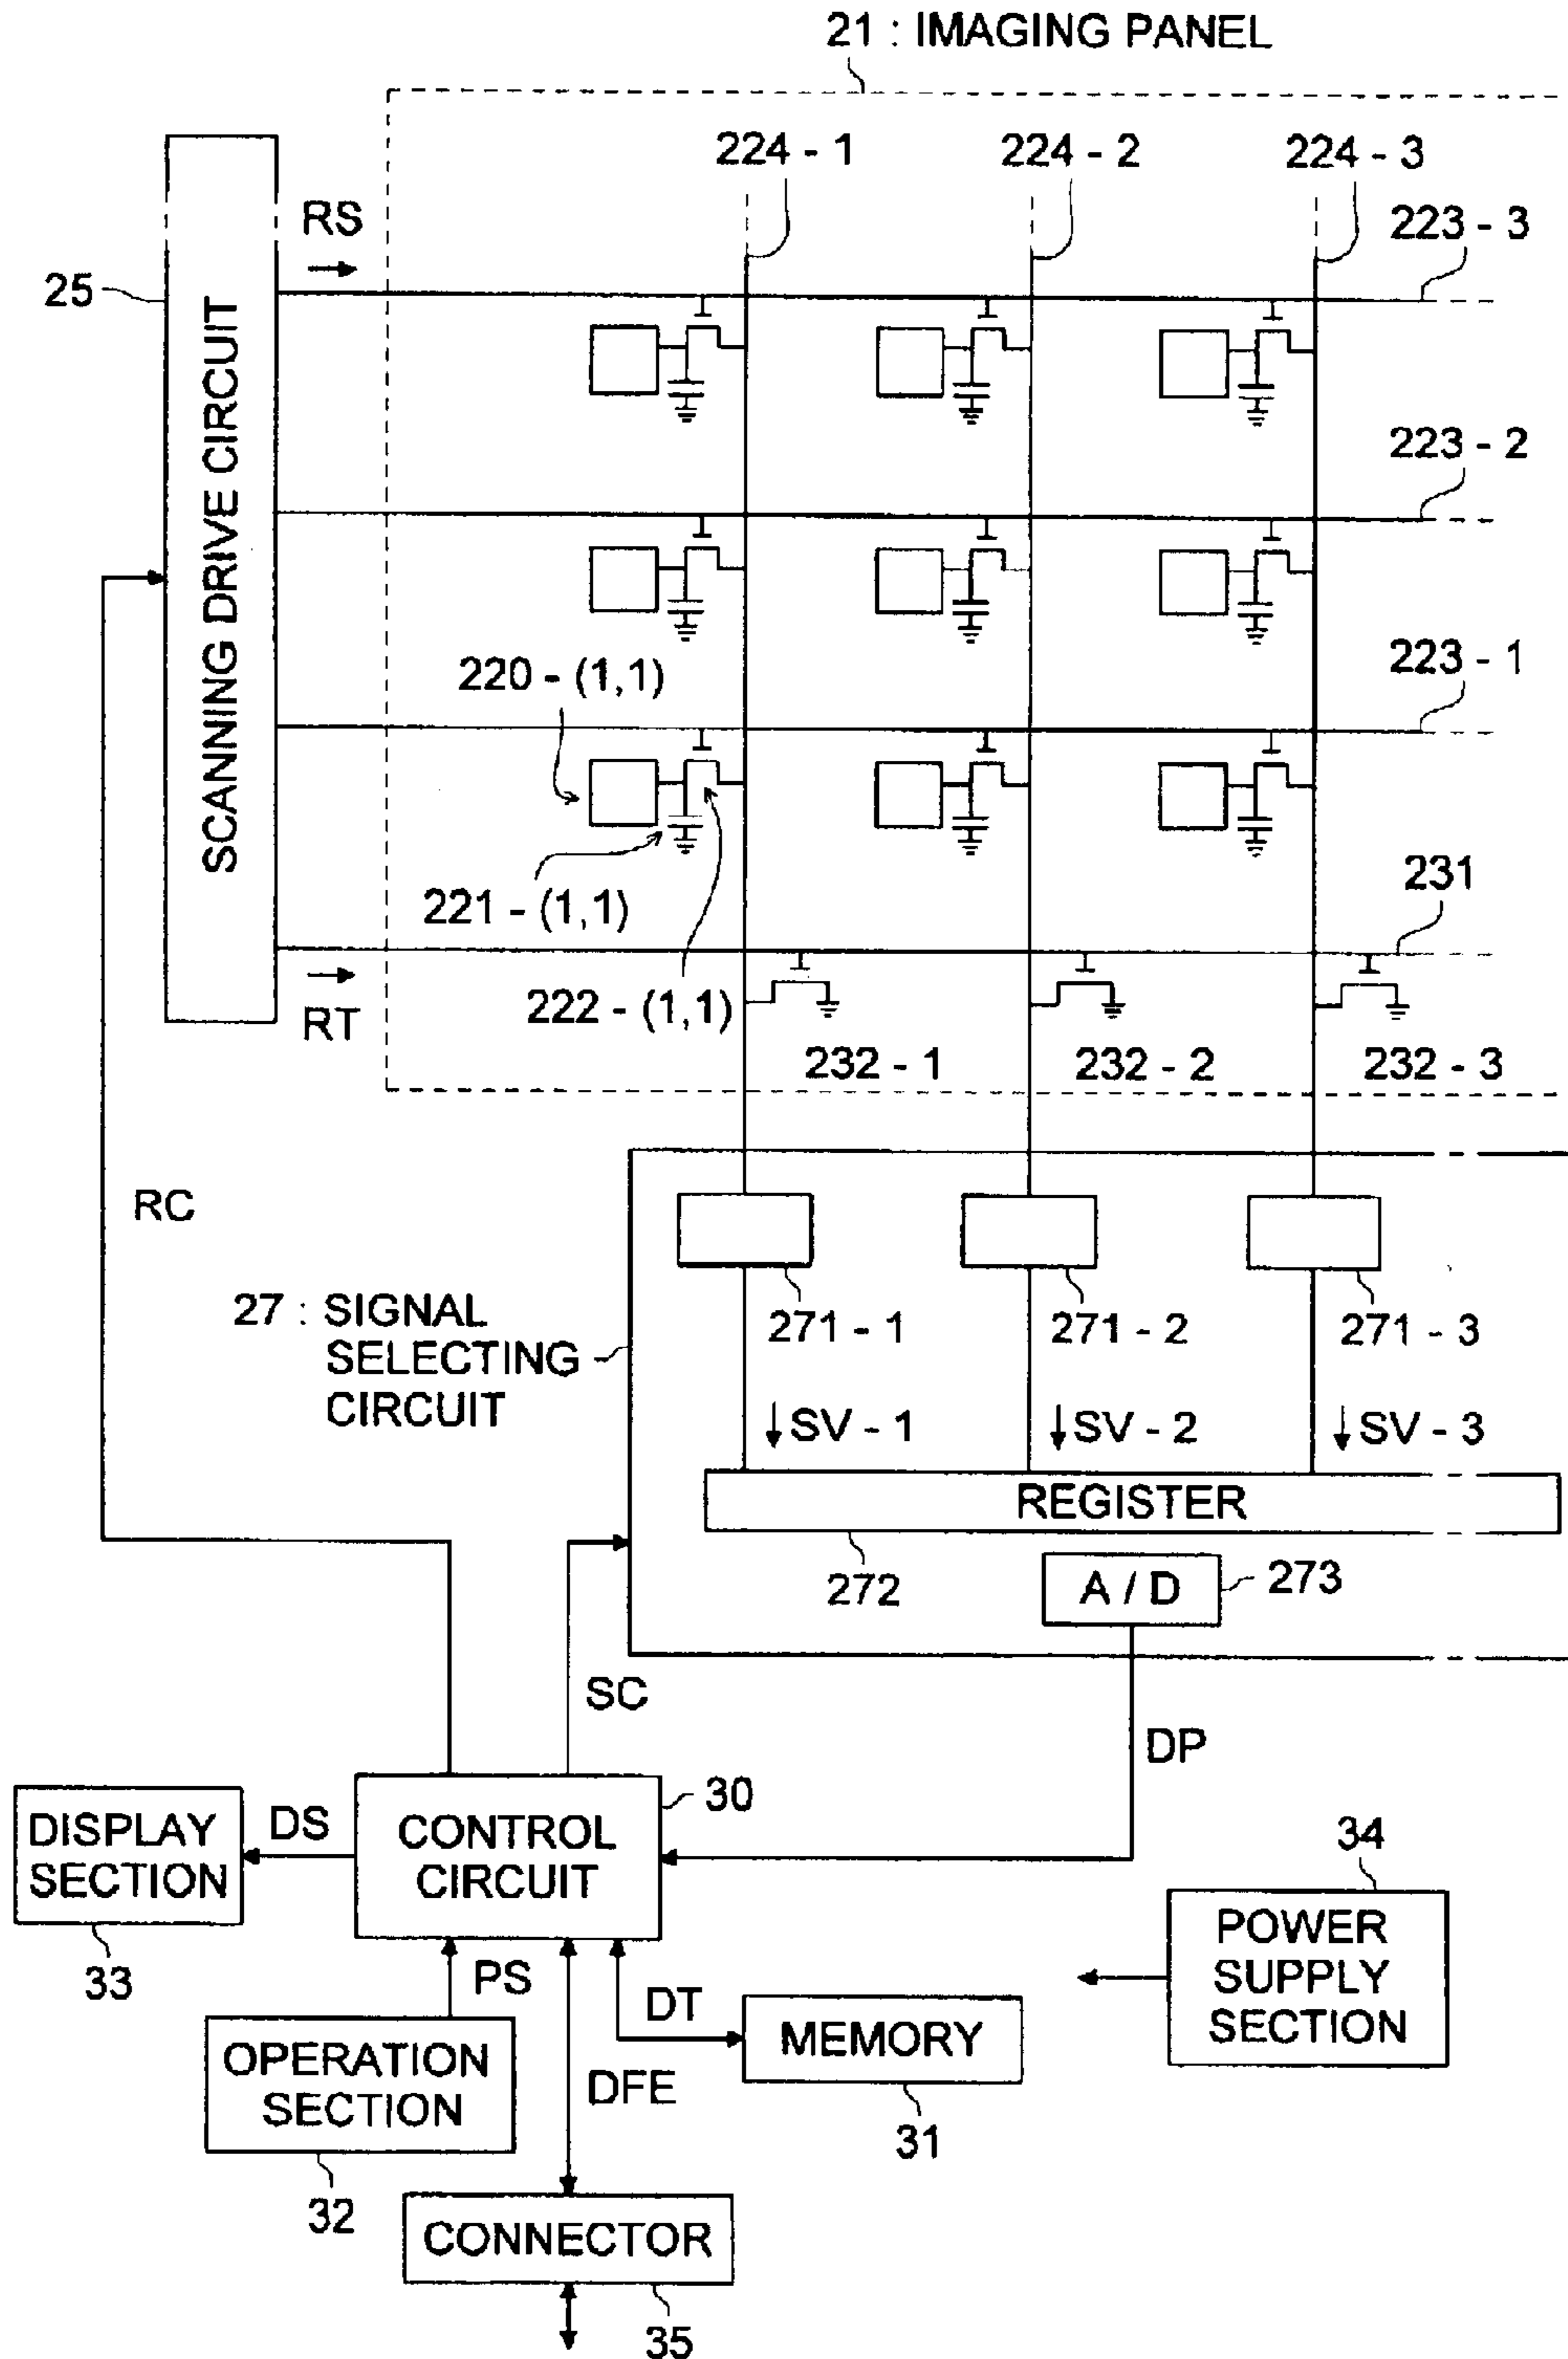 21 : IMAGING PANEL
224 - 1
224 - 2
224 - 3
RS
223 - 3
25
SCANNING DRIVE CIRCUIT
223 - 2
220 - (1,1)
223 - 1
221 - (1,1)
231
222 - (1,1)
RT
232 - 1
232 - 2
232 - 3
RC
27 : SIGNAL
SELECTING
CIRCUIT
271 - 1
271 - 2
271 - 3
SV - 1
SV - 2
SV - 3
REGISTER
272
A / D
273
SC
DP
30
DISPLAY
SECTION
DS
CONTROL
CIRCUIT
34
33
PS
POWER
SUPPLY
SECTION
DT
MEMORY
OPERATION
SECTION
DFE
31
32
CONNECTOR
35